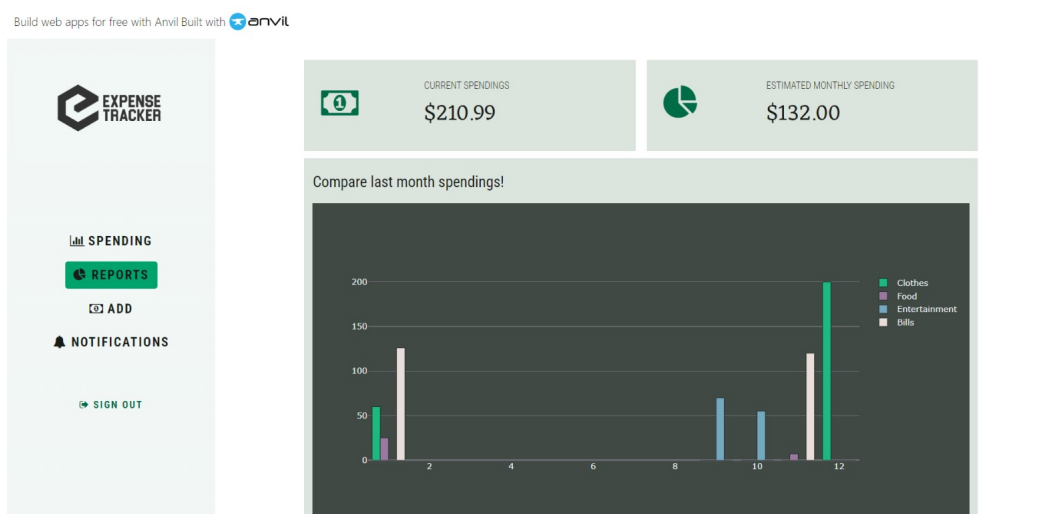 Build web apps for free with Anvil Built with anvil
EXPENSE
TRACKER
SPENDING
REPORTS
ADD
NOTIFICATIONS
SIGN OUT
CURRENT SPENDINGS
$210.99
ESTIMATED MONTHLY SPENDING
$132.00
Compare last month spendings!
200
150
100
50
0
2 4 6 8 10 12
Clothes
Food
Entertainment
Bills